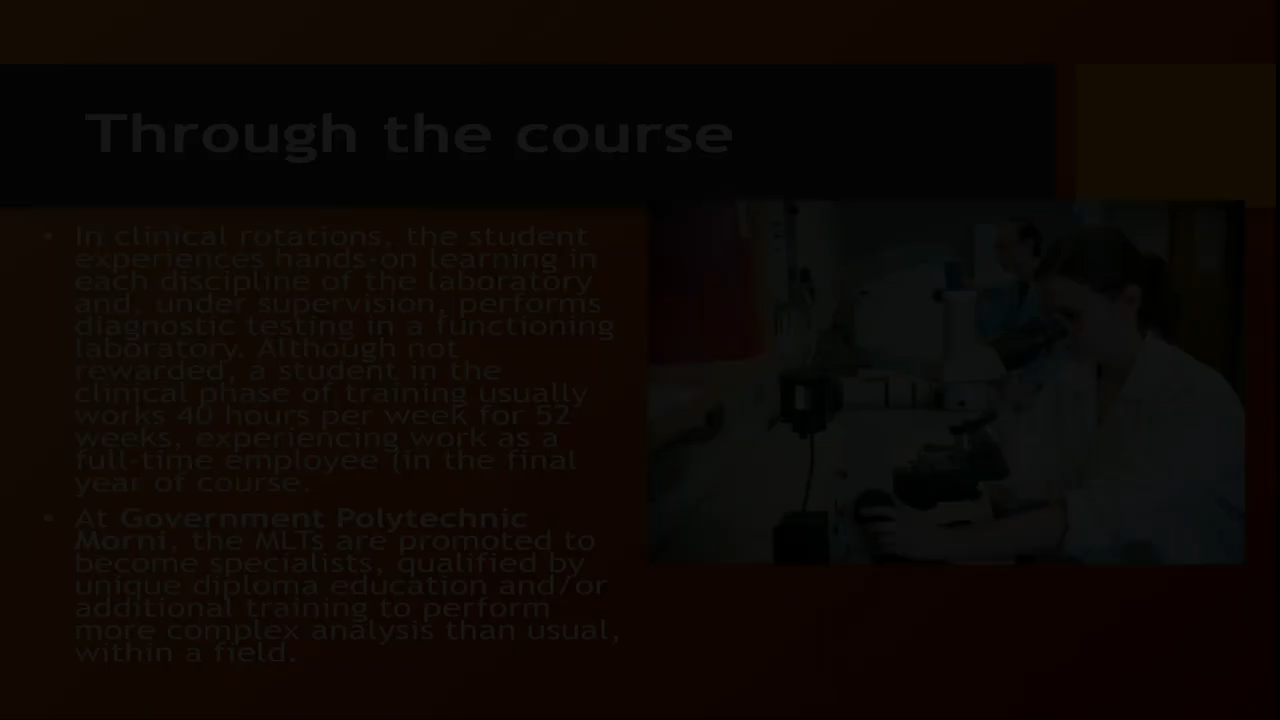 Through the course
• In clinical rotations, the student
experiences hands-on learning in
each discipline of the laboratory
and, under supervision, performs
diagnostic testing in a functioning
laboratory. Although not
rewarded, a student in the
clinical phase of training usually
works 40 hours per week for 52
weeks, experiencing work as a
full-time employee (in the final
year of course.
• At Government Polytechnic
Morni, the MLTs are promoted to
become specialists, qualified by
unique diploma education and/or
additional training to perform
more complex analysis than usual,
within a field.